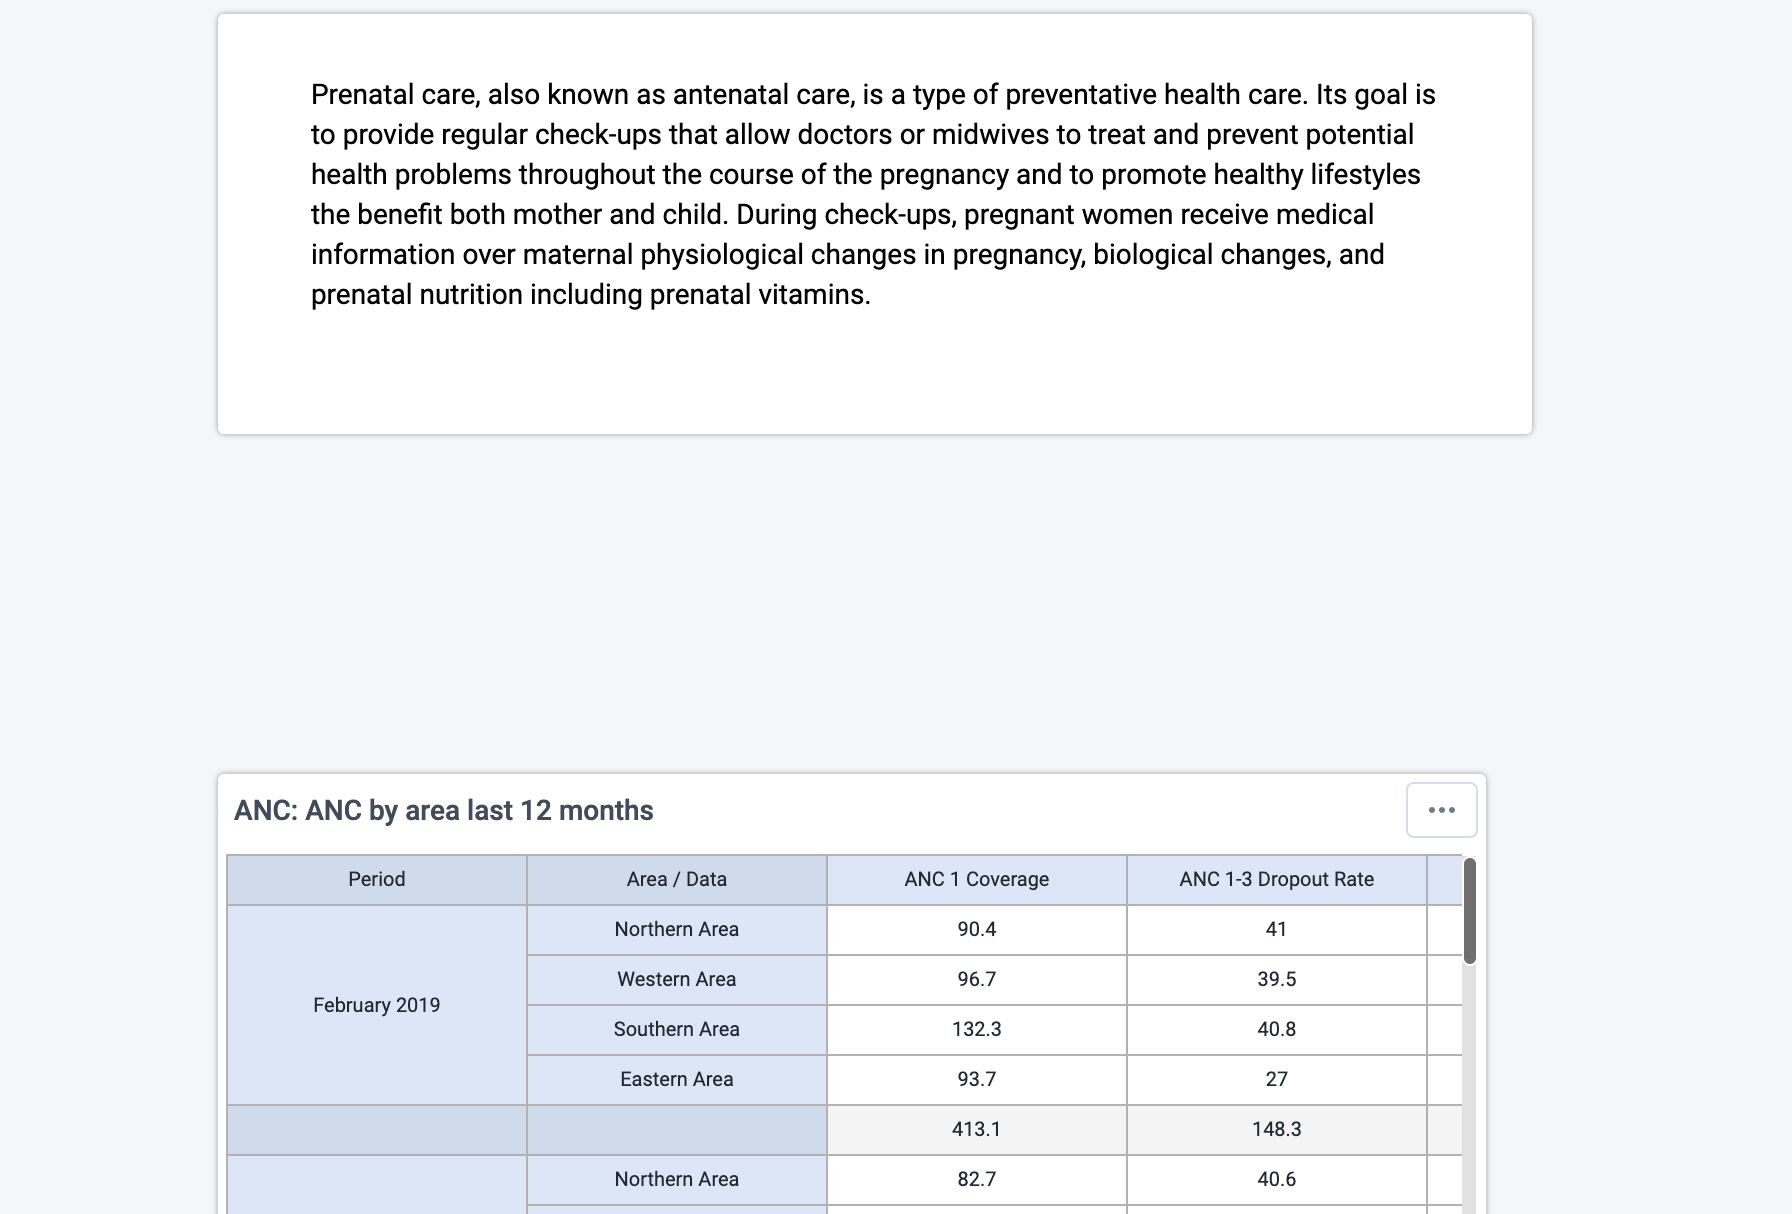 Prenatal care, also known as antenatal care, is a type of preventative health care. Its goal is
to provide regular check-ups that allow doctors or midwives to treat and prevent potential
health problems throughout the course of the pregnancy and to promote healthy lifestyles
the benefit both mother and child. During check-ups, pregnant women receive medical
information over maternal physiological changes in pregnancy, biological changes, and
prenatal nutrition including prenatal vitamins.
ANC: ANC by area last 12 months
Period Area / Data ANC 1 Coverage ANC 1-3 Dropout Rate
Northern Area 90.4 41
Western Area 96.7 39.5
February 2019
Southern Area 132.3 40.8
Eastern Area 93.7 27
413.1 148.3
Northern Area 82.7 40.6